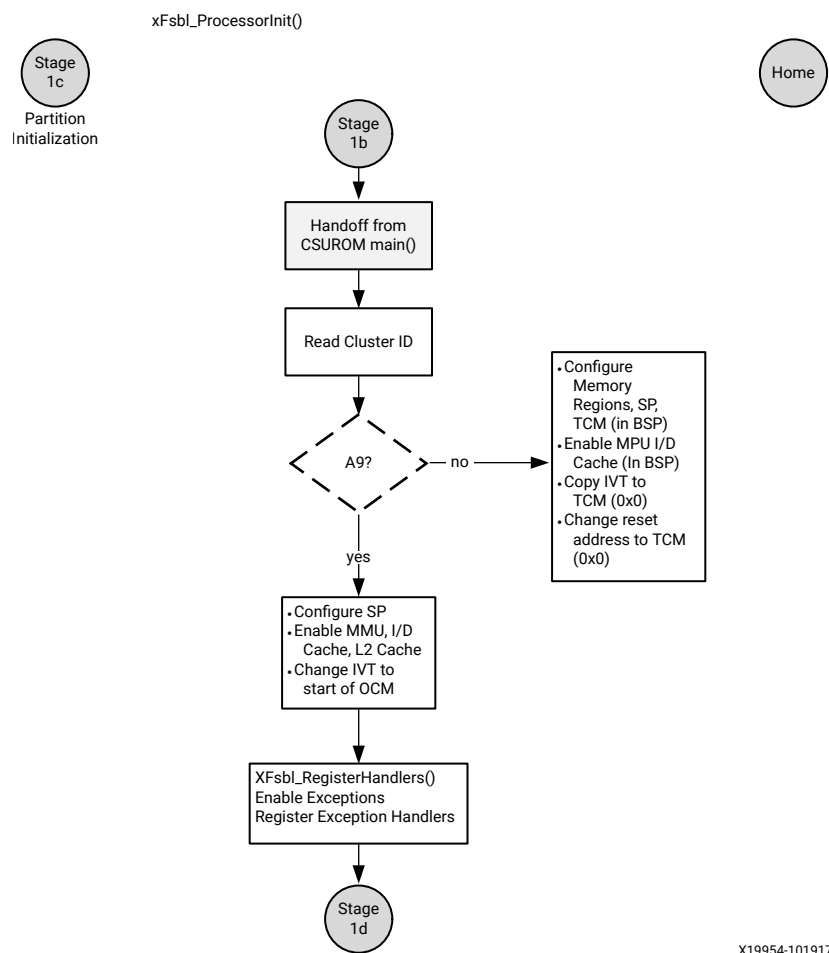 xFsbl_ProcessorInit()
Stage
1c
Partition
Initialization
Home
Stage
1b
Handoff from
CSUROM main()
Read Cluster ID
A9?
no
•Configure
Memory
Regions, SP,
TCM (in BSP)
•Enable MPU I/D
Cache (In BSP)
•Copy IVT to
TCM (0x0)
•Change reset
address to TCM
(0x0)
yes
•Configure SP
•Enable MMU, I/D
Cache, L2 Cache
•Change IVT to
start of OCM
XFsbl_RegisterHandlers()
Enable Exceptions
Register Exception Handlers
Stage
1d
X19954-101917